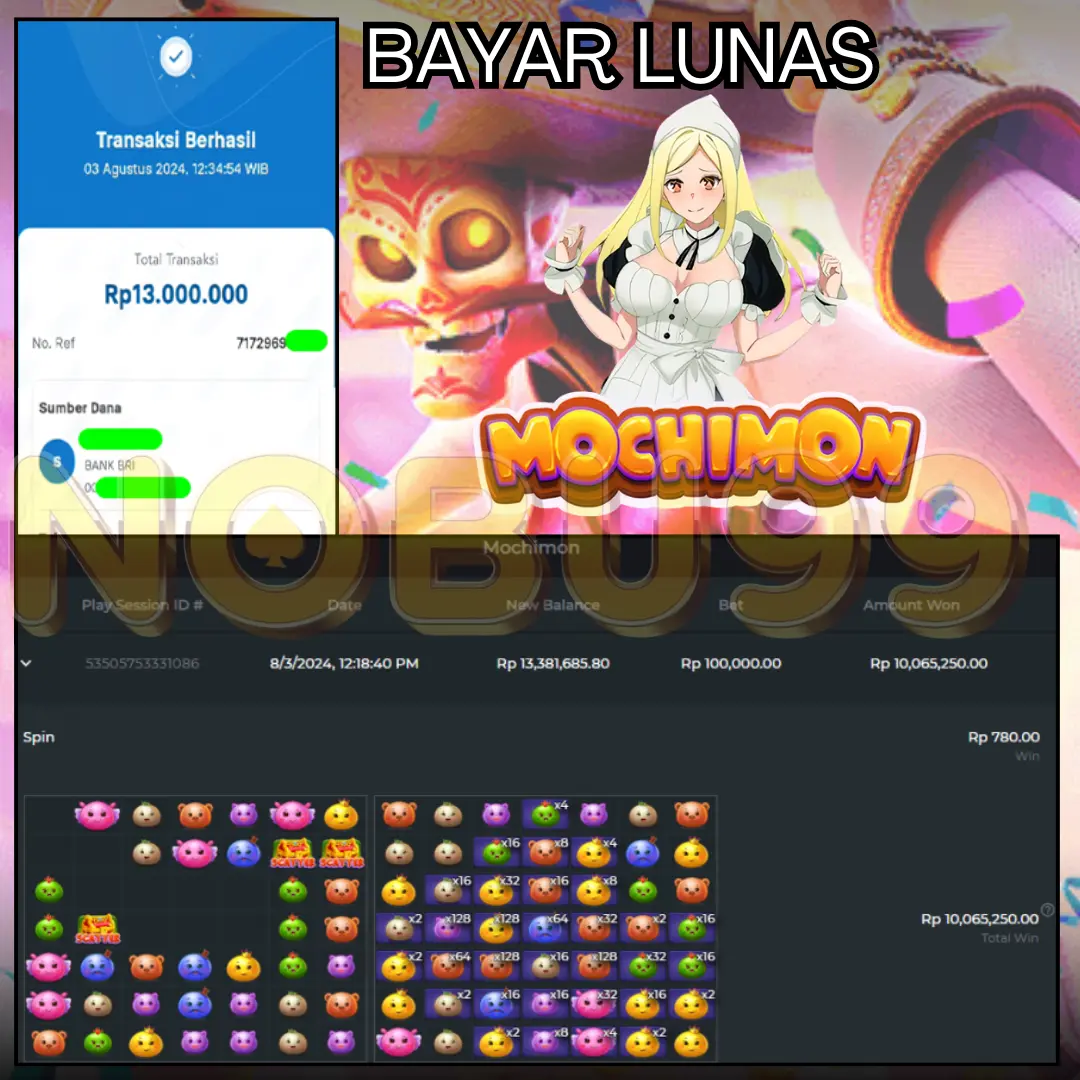 BAYAR LUNAS
Transaksi Berhasil
03 Agustus 2024, 12:34:54 WIB
Total Transaksi
Rp13.000.000
No. Ref 7172969
Sumber Dana
S
BANK BRI
00
MOCHIMON
NOBU99
Mochimon
Play Session ID # Date New Balance Bet Amount Won
53505753331086 8/3/2024, 12:18:40 PM Rp 13,381,685.80 Rp 100,000.00 Rp 10,065,250.00
Spin Rp 780.00
Win
x4
SCATTER SCATTER x16 x8 x4
x16 x32 x16 x8
SCATTER x2 x128 x128 x64 x32 x2 x16
Rp 10,065,250.00
Total Win
x2 x64 x128 x16 x128 x32 x16
x2 x16 x16 x32 x16 x2
x2 x8 x4 x2